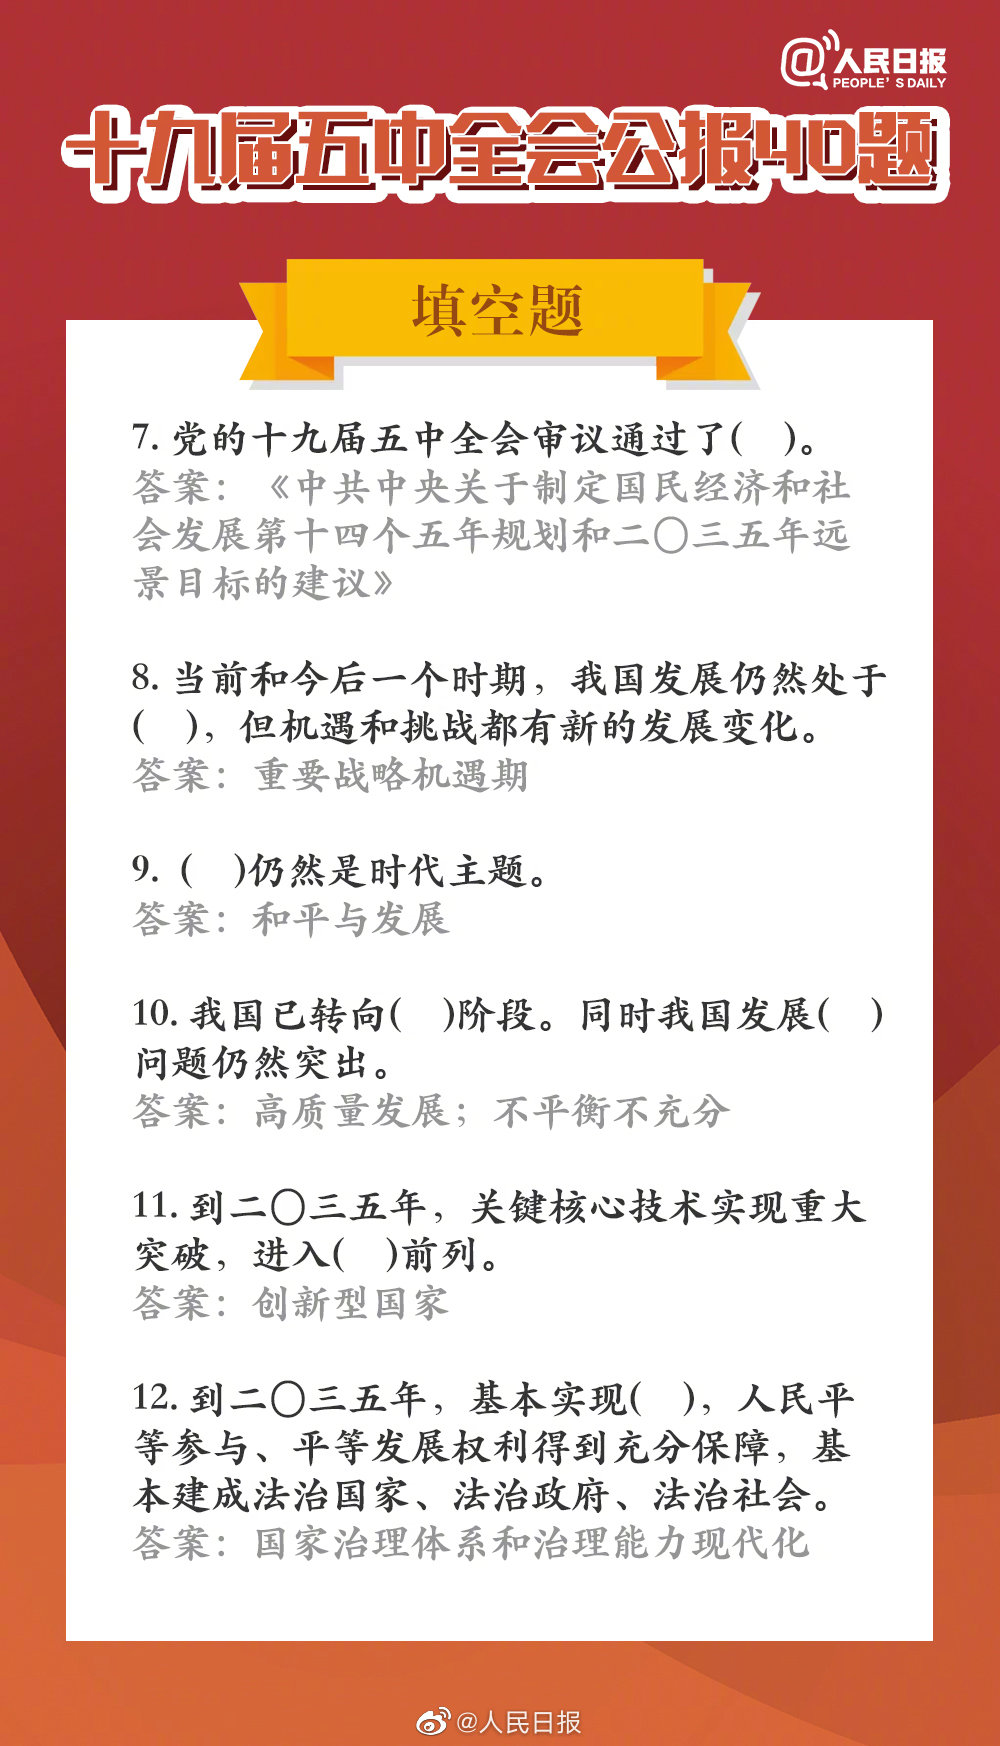 @人民日报
PEOPLE'S DAILY
十九届五中全会公报40题
填空题
7. 党的十九届五中全会审议通过了(　)。
答案：《中共中央关于制定国民经济和社
会发展第十四个五年规划和二〇三五年远
景目标的建议》
8. 当前和今后一个时期，我国发展仍然处于
(　)，但机遇和挑战都有新的发展变化。
答案：重要战略机遇期
9. (　)仍然是时代主题。
答案：和平与发展
10. 我国已转向(　)阶段。同时我国发展(　)
问题仍然突出。
答案：高质量发展；不平衡不充分
11. 到二〇三五年，关键核心技术实现重大
突破，进入(　)前列。
答案：创新型国家
12. 到二〇三五年，基本实现(　)，人民平
等参与、平等发展权利得到充分保障，基
本建成法治国家、法治政府、法治社会。
答案：国家治理体系和治理能力现代化
@人民日报